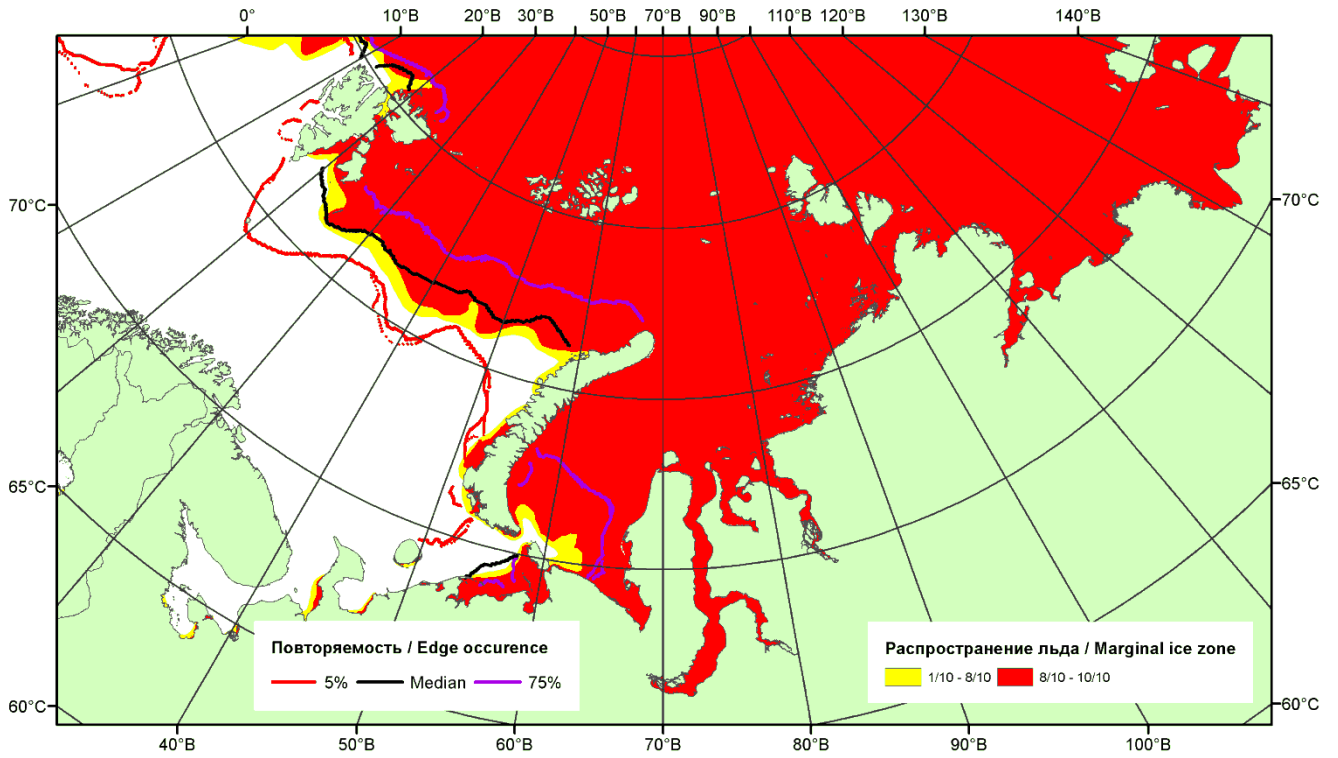 0° 10°В 20°В 30°В 50°В 70°В 90°В 110°В 120°В 130°В 140°В
70°С 70°С
65°С 65°С
60°С 60°С
Повторяемость / Edge occurence
5% Median 75%
Распространение льда / Marginal ice zone
1/10 - 8/10 8/10 - 10/10
40°В 50°В 60°В 70°В 80°В 90°В 100°В